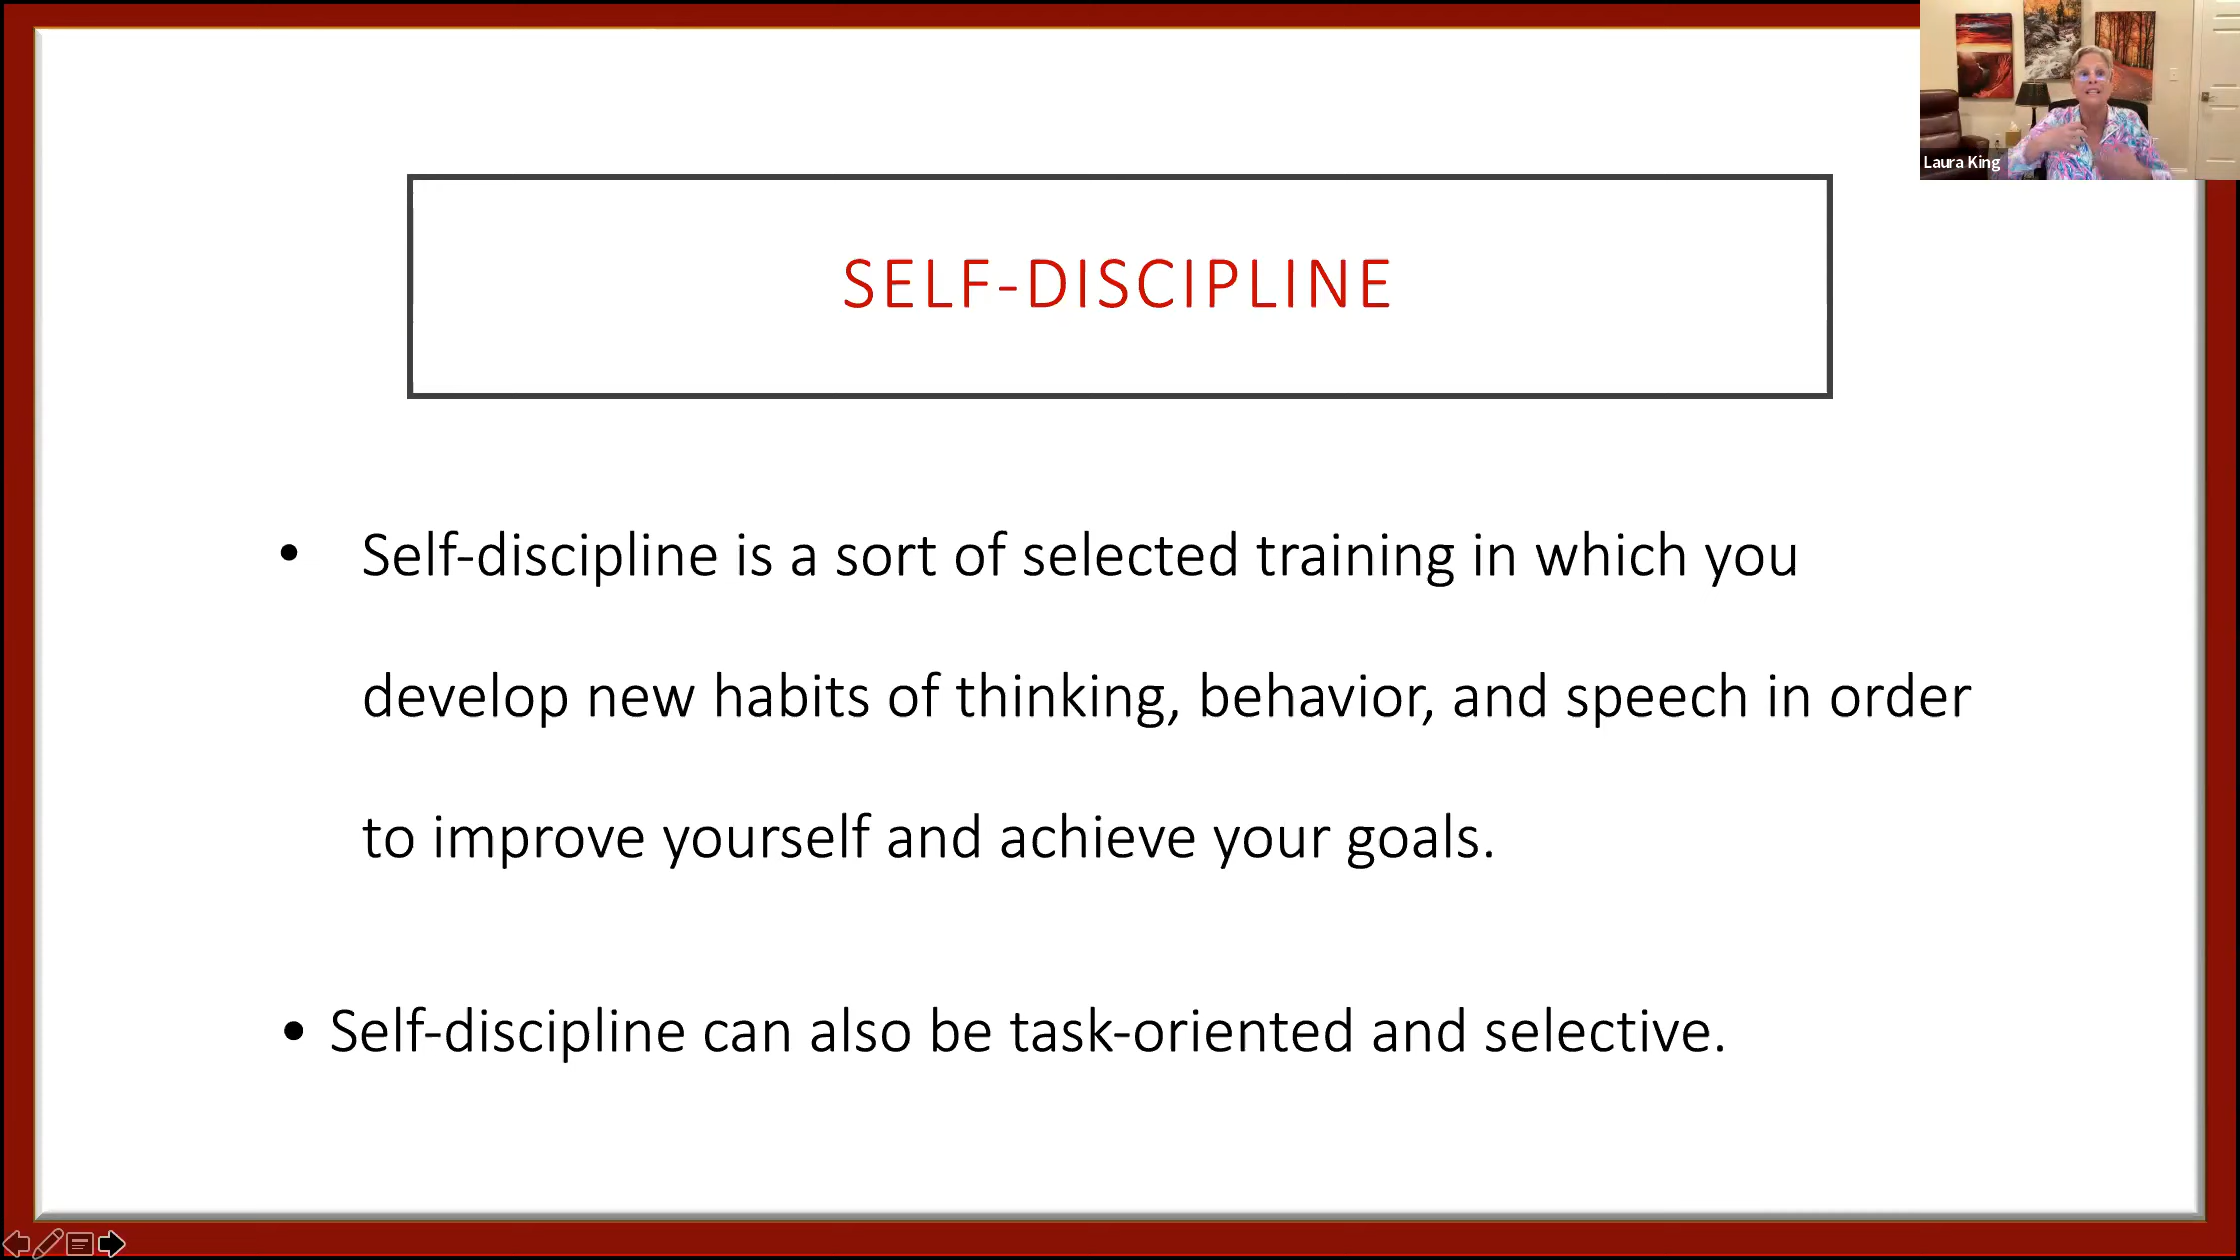 Laura King
SELF-DISCIPLINE
• Self-discipline is a sort of selected training in which you
develop new habits of thinking, behavior, and speech in order
to improve yourself and achieve your goals.
• Self-discipline can also be task-oriented and selective.